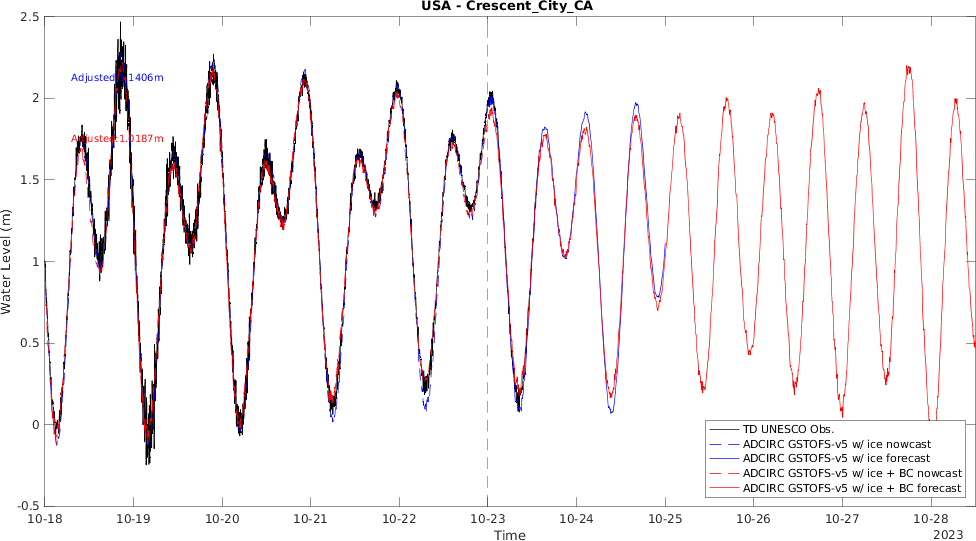 USA - Crescent_City_CA
2.5
2
1.5
1
0.5
0
-0.5
Water Level (m)
Adjusted
1406m
Adjusted
0187m
10-18
10-19
10-20
10-21
10-22
10-23
10-24
10-25
10-26
10-27
10-28
2023
Time
TD UNESCO Obs.
ADCIRC GSTOFS-v5 w/ ice nowcast
ADCIRC GSTOFS-v5 w/ ice forecast
ADCIRC GSTOFS-v5 w/ ice + BC nowcast
ADCIRC GSTOFS-v5 w/ ice + BC forecast